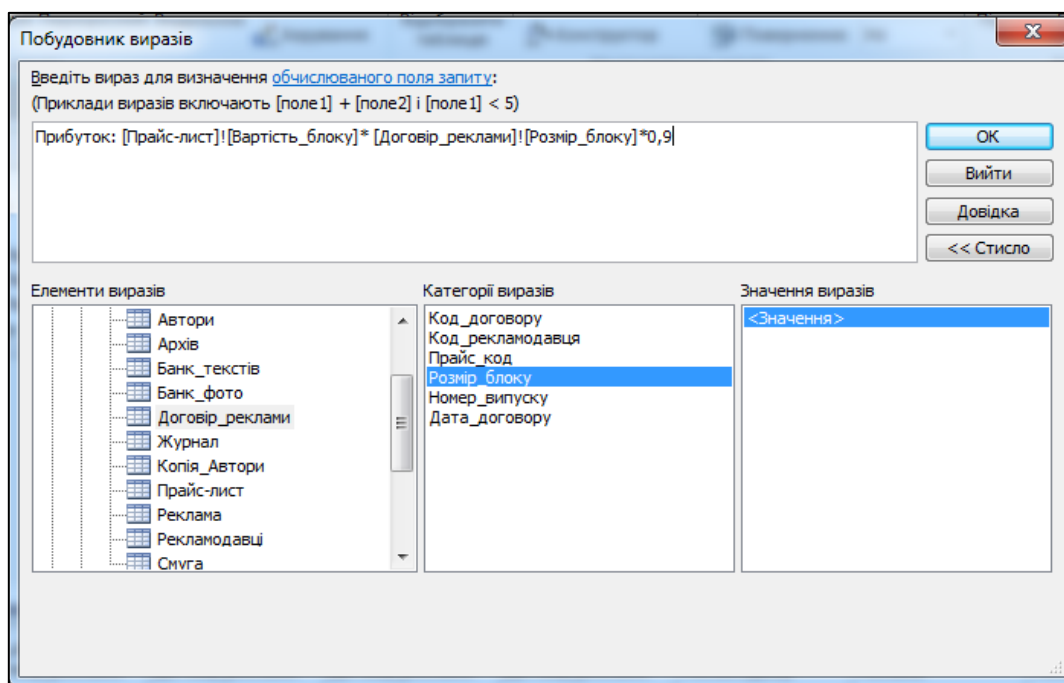 Побудовник виразів
Введіть вираз для визначення обчислюваного поля запиту:
(Приклади виразів включають [поле1] + [поле2] і [поле1] < 5)
Прибуток: [Прайс-лист]![Вартість_блоку]* [Договір_реклами]![Розмір_блоку]*0,9
ОК
Вийти
Довідка
<< Стисло
Елементи виразів
Автори
Архів
Банк_текстів
Банк_фото
Договір_реклами
Журнал
Копія_Автори
Прайс-лист
Реклама
Рекламодавці
Смуга
Категорії виразів
Код_договору
Код_рекламодавця
Прайс_код
Розмір_блоку
Номер_випуску
Дата_договору
Значення виразів
<Значення>